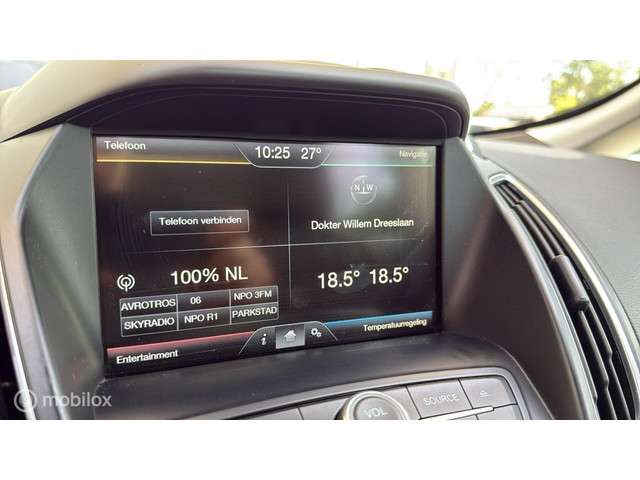 Telefoon
10:25 27°
Navigatie
N W
Telefoon verbinden
Dokter Willem Dreeslaan
100% NL
18.5° 18.5°
AVROTROS 06 NPO 3FM
SKYRADIO NPO R1 PARKSTAD
i
Entertainment
Temperatuurregeling
VOL
SOURCE
mobilox